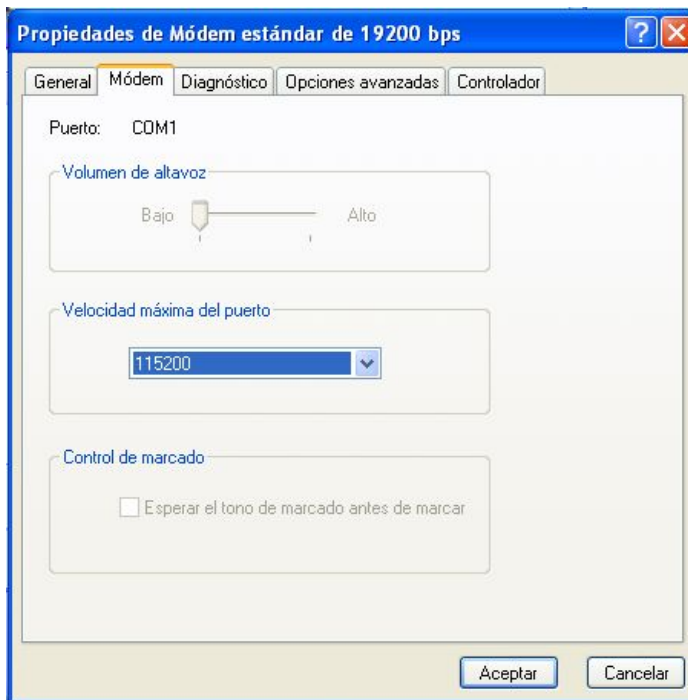 Propiedades de Módem estándar de 19200 bps
General Módem Diagnóstico Opciones avanzadas Controlador
Puerto: COM1
Volumen de altavoz
Bajo Alto
Velocidad máxima del puerto
115200
Control de marcado
Esperar el tono de marcado antes de marcar
Aceptar Cancelar